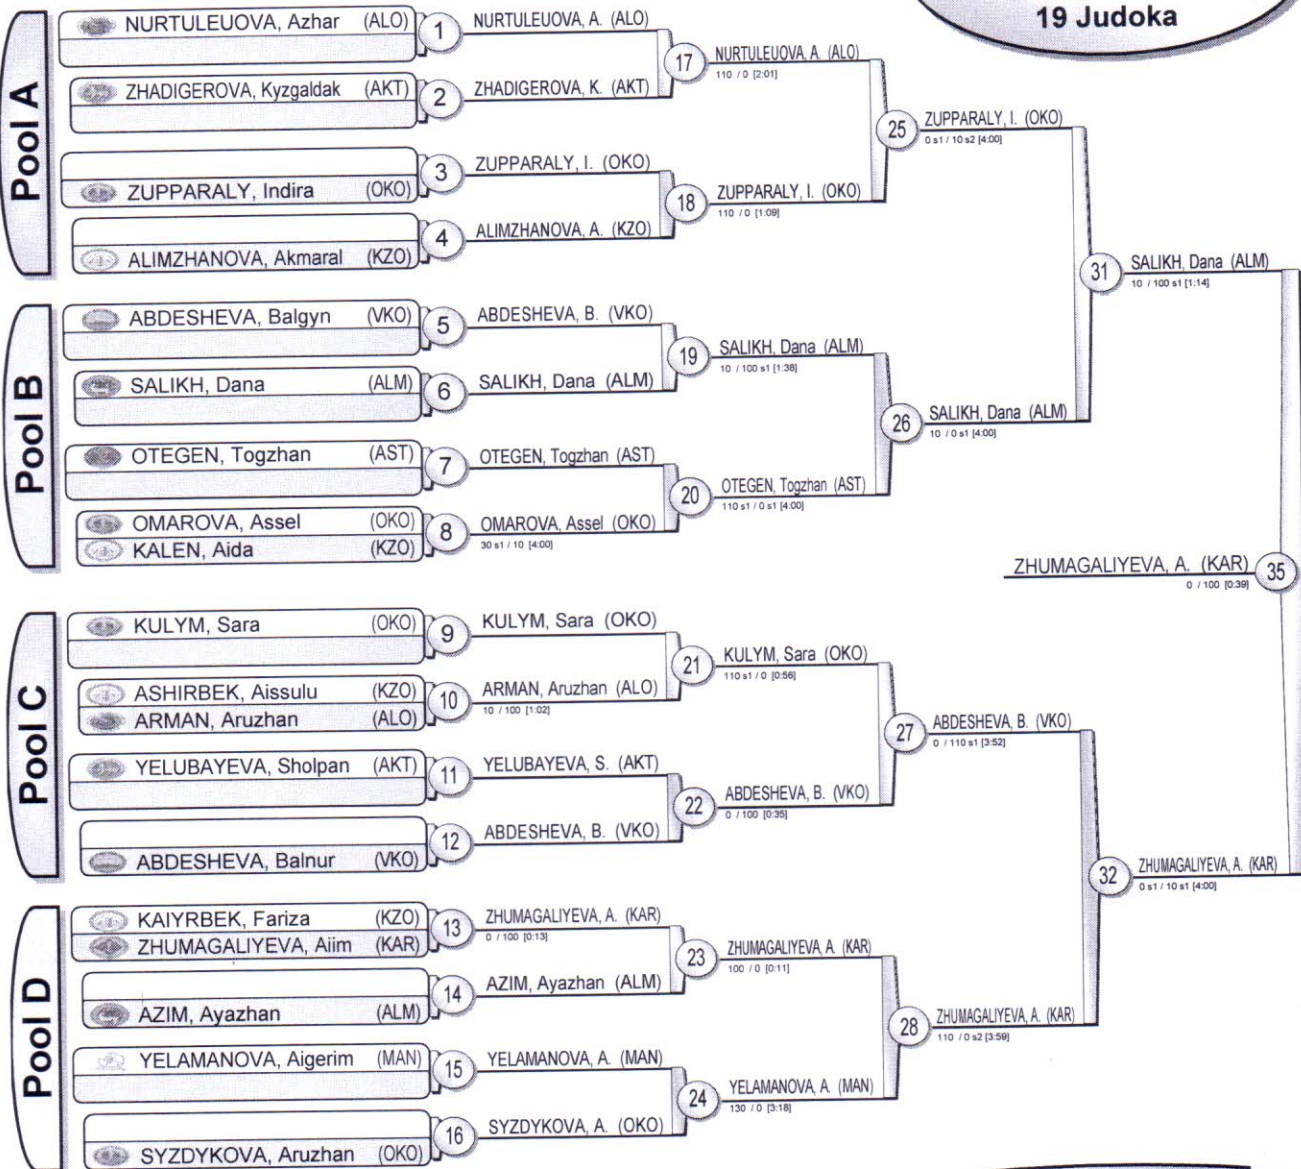 19 Judoka
Pool A
NURTULEUOVA, Azhar (ALO)
1
NURTULEUOVA, A. (ALO)
ZHADIGEROVA, Kyzgaldak (AKT)
2
ZHADIGEROVA, K. (AKT)
17
NURTULEUOVA, A. (ALO)
110 / 0 [2:01]
ZUPPARALY, Indira (OKO)
3
ZUPPARALY, I. (OKO)
ALIMZHANOVA, Akmaral (KZO)
4
ALIMZHANOVA, A. (KZO)
18
ZUPPARALY, I. (OKO)
110 / 0 [1:09]
25
ZUPPARALY, I. (OKO)
0 s1 / 10 s2 [4:00]
Pool B
ABDESHEVA, Balgyn (VKO)
5
ABDESHEVA, B. (VKO)
SALIKH, Dana (ALM)
6
SALIKH, Dana (ALM)
19
SALIKH, Dana (ALM)
10 / 100 s1 [1:38]
OTEGEN, Togzhan (AST)
7
OTEGEN, Togzhan (AST)
OMAROVA, Assel (OKO)
KALEN, Aida (KZO)
8
OMAROVA, Assel (OKO)
30 s1 / 10 [4:00]
20
OTEGEN, Togzhan (AST)
110 s1 / 0 s1 [4:00]
26
SALIKH, Dana (ALM)
10 / 0 s1 [4:00]
31
SALIKH, Dana (ALM)
10 / 100 s1 [1:14]
ZHUMAGALIYEVA, A. (KAR)
0 / 100 [0:39]
35
Pool C
KULYM, Sara (OKO)
9
KULYM, Sara (OKO)
ASHIRBEK, Aissulu (KZO)
ARMAN, Aruzhan (ALO)
10
ARMAN, Aruzhan (ALO)
10 / 100 [1:02]
21
KULYM, Sara (OKO)
110 s1 / 0 [0:56]
YELUBAYEVA, Sholpan (AKT)
11
YELUBAYEVA, S. (AKT)
ABDESHEVA, Balnur (VKO)
12
ABDESHEVA, B. (VKO)
22
ABDESHEVA, B. (VKO)
0 / 100 [0:35]
27
ABDESHEVA, B. (VKO)
0 / 110 s1 [3:52]
Pool D
KAIYRBEK, Fariza (KZO)
ZHUMAGALIYEVA, Aiim (KAR)
13
ZHUMAGALIYEVA, A. (KAR)
0 / 100 [0:13]
AZIM, Ayazhan (ALM)
14
AZIM, Ayazhan (ALM)
23
ZHUMAGALIYEVA, A. (KAR)
100 / 0 [0:11]
YELAMANOVA, Aigerim (MAN)
15
YELAMANOVA, A. (MAN)
SYZDYKOVA, Aruzhan (OKO)
16
SYZDYKOVA, A. (OKO)
24
YELAMANOVA, A. (MAN)
130 / 0 [3:18]
28
ZHUMAGALIYEVA, A. (KAR)
110 / 0 s2 [3:59]
32
ZHUMAGALIYEVA, A. (KAR)
0 s1 / 10 s1 [4:00]